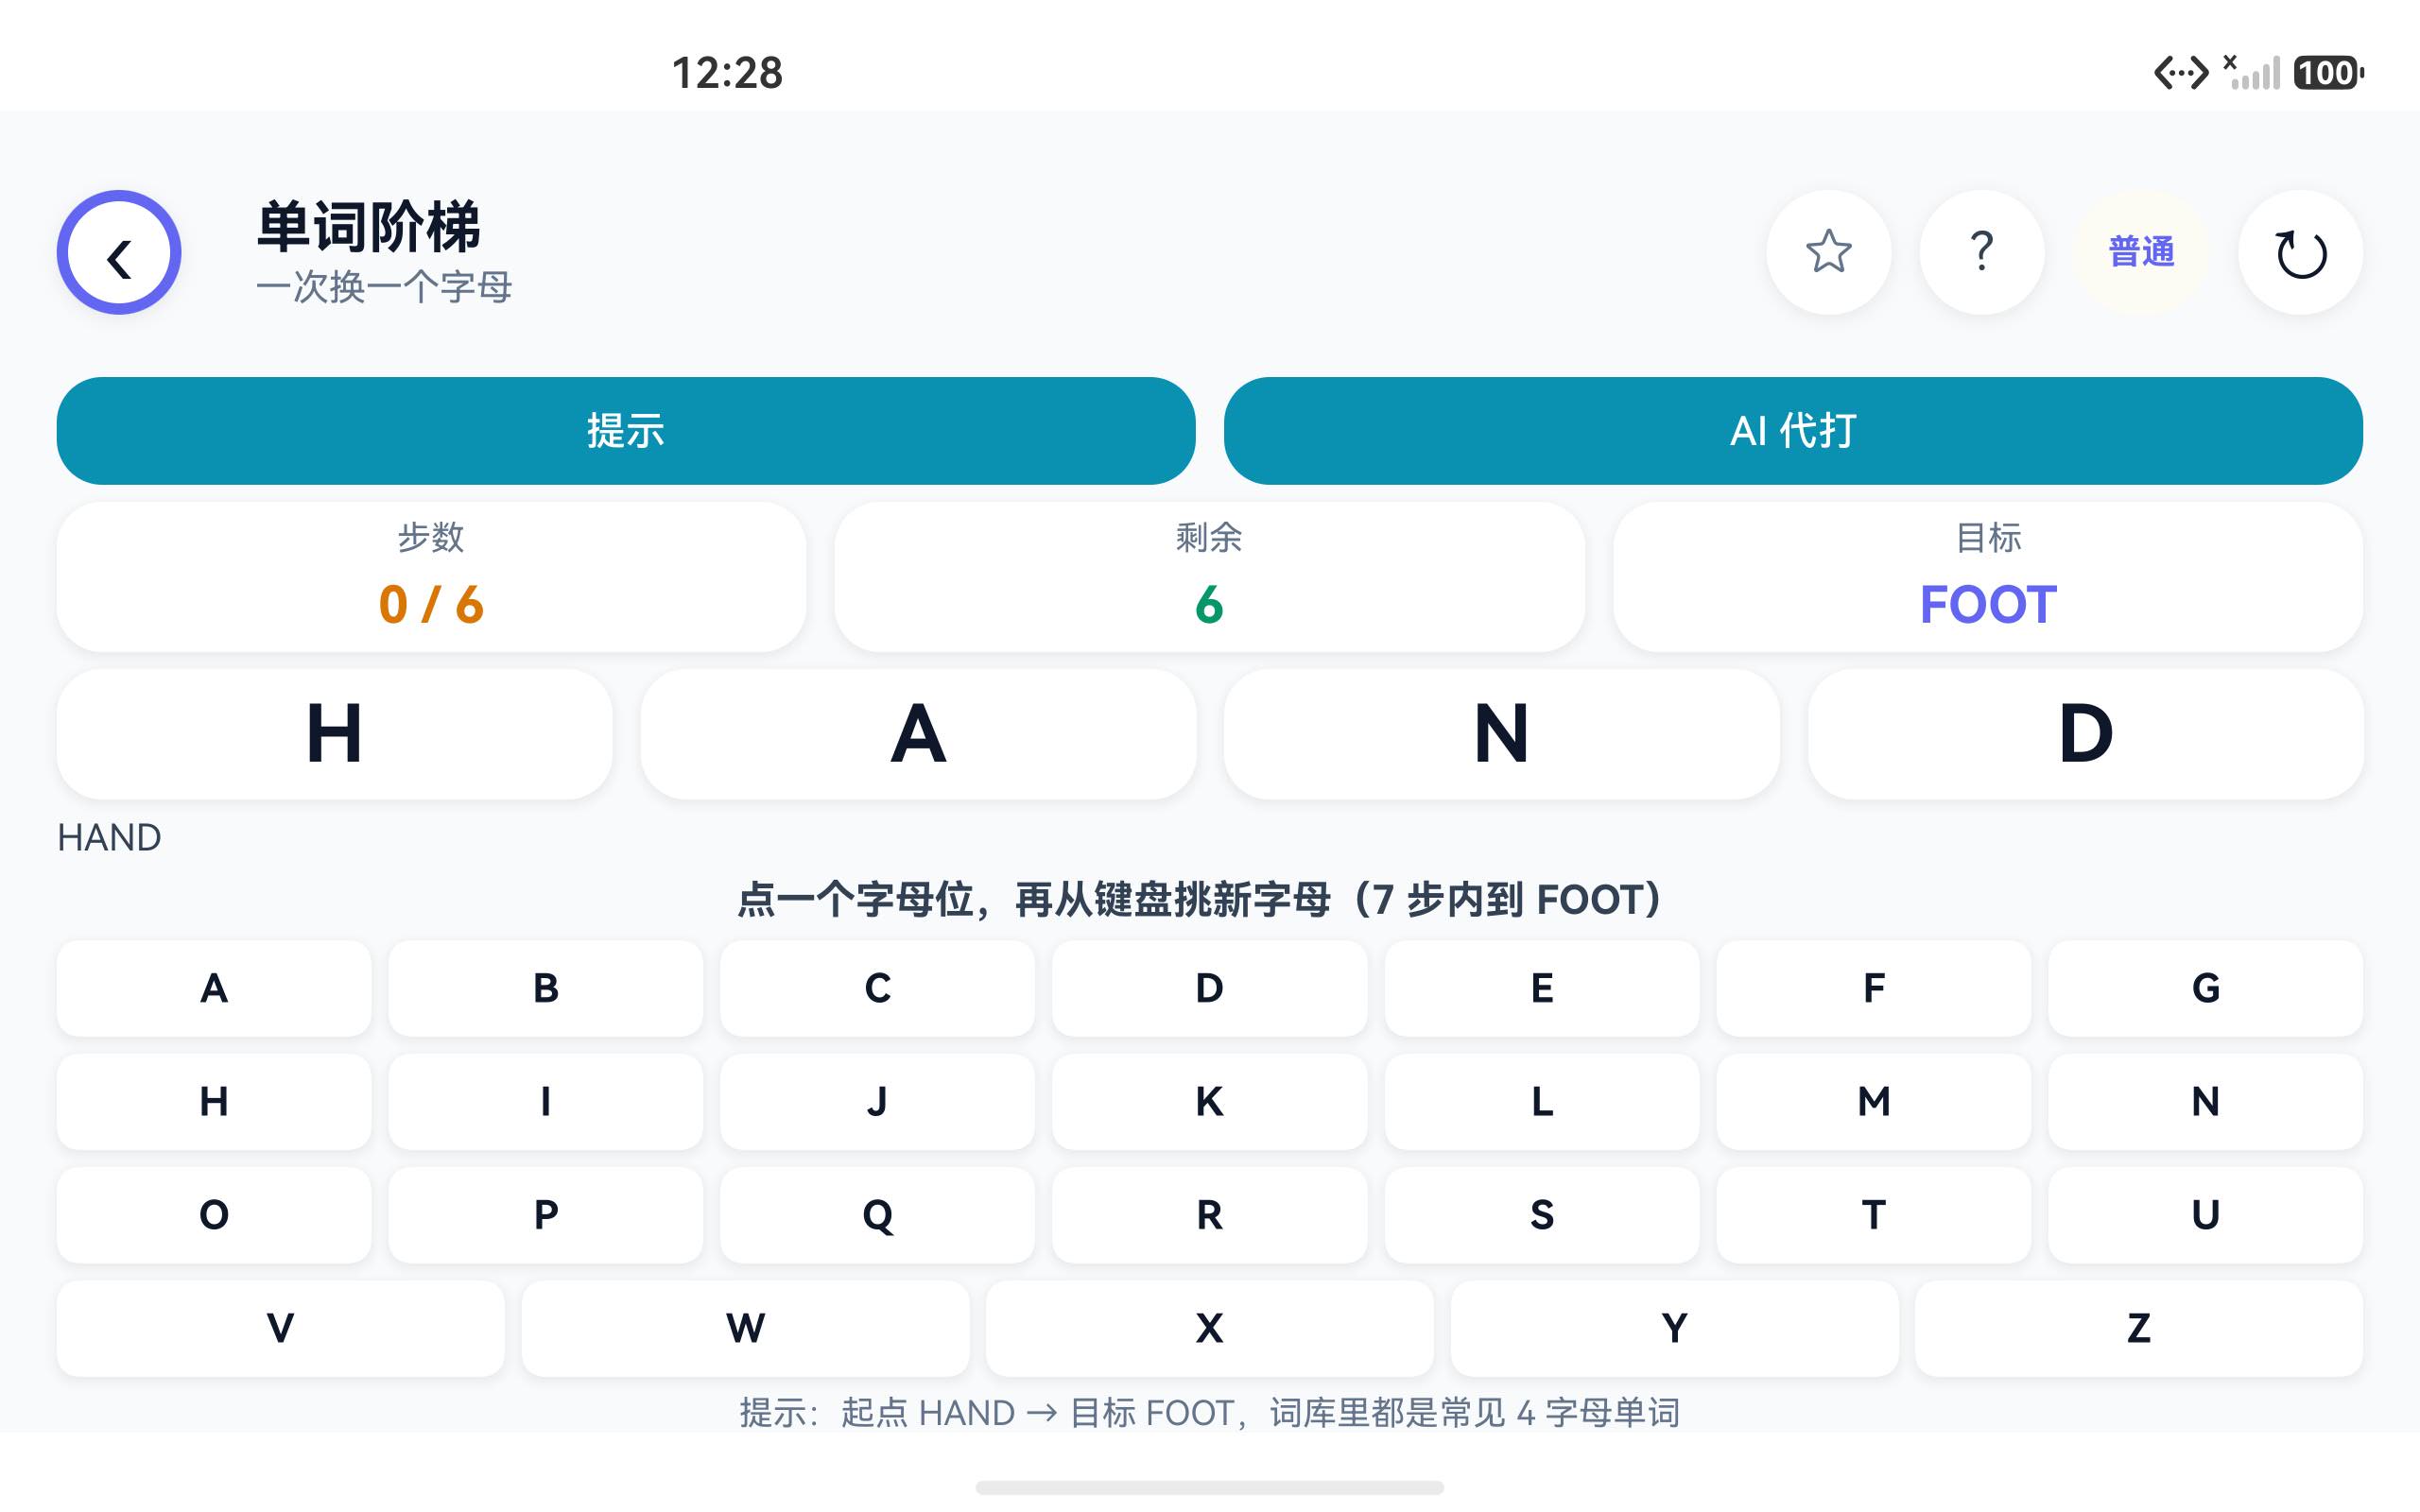 12:28
100
单词阶梯
一次换一个字母
?
普通
提示
AI 代打
步数
0 / 6
剩余
6
目标
FOOT
H A N D
HAND
点一个字母位，再从键盘挑新字母（7 步内到 FOOT）
A B C D E F G
H I J K L M N
O P Q R S T U
V W X Y Z
提示：起点 HAND → 目标 FOOT，词库里都是常见 4 字母单词